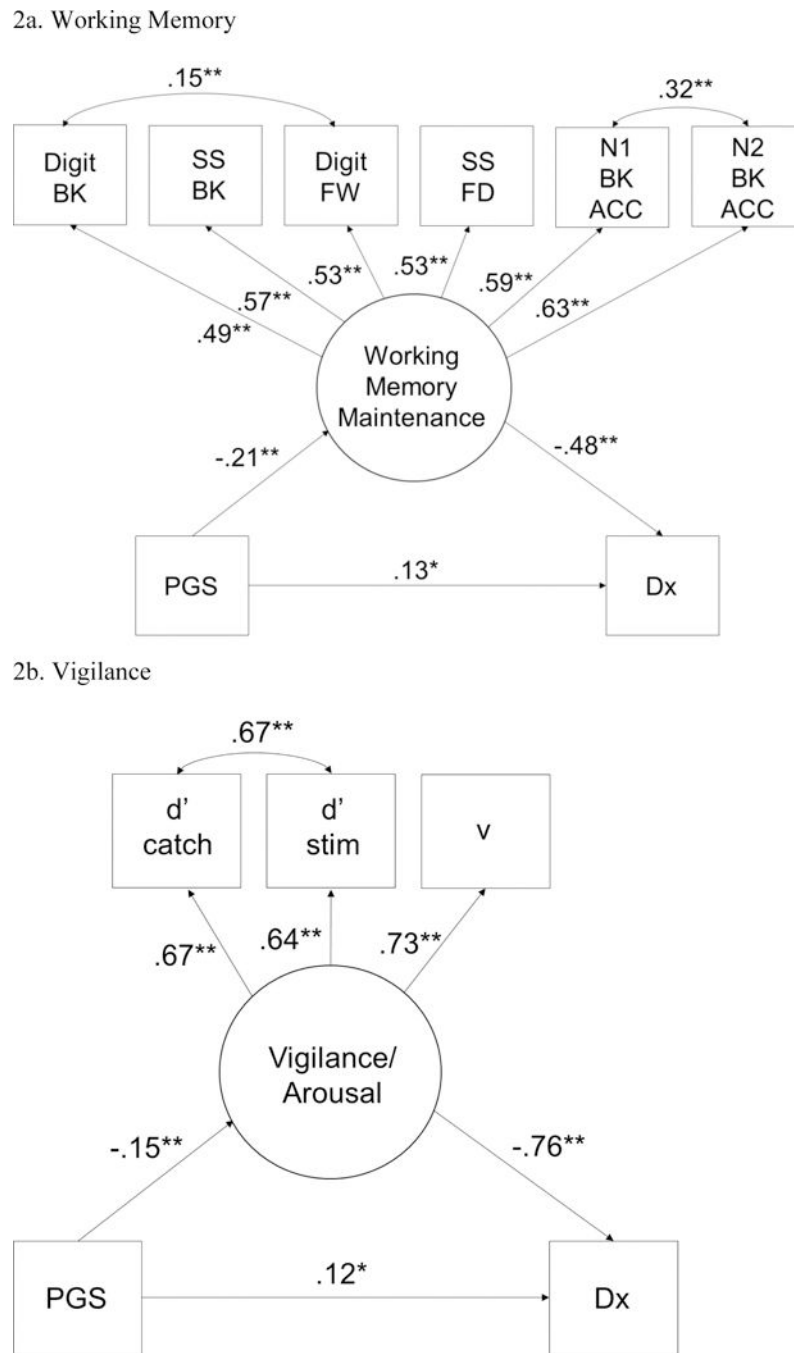 2a. Working Memory
.15**
.32**
Digit
BK
SS
BK
Digit
FW
SS
FD
N1
BK
ACC
N2
BK
ACC
.49**
.57**
.53**
.53**
.59**
.63**
Working
Memory
Maintenance
-.21**
-.48**
PGS
.13*
Dx
2b. Vigilance
.67**
d'
catch
d'
stim
v
.67**
.64**
.73**
Vigilance/
Arousal
-.15**
-.76**
PGS
.12*
Dx